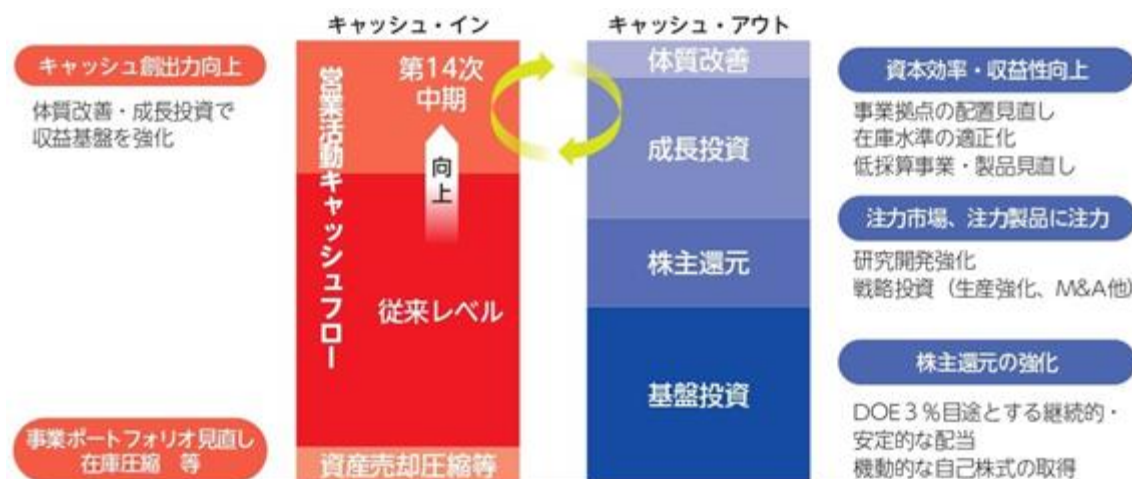 キャッシュ・イン
キャッシュ・アウト
キャッシュ創出力向上
体質改善・成長投資で
収益基盤を強化
事業ポートフォリオ見直し
在庫圧縮 等
営業活動キャッシュフロー
第14次
中期
向上
従来レベル
資産売却圧縮等
体質改善
成長投資
株主還元
基盤投資
資本効率・収益性向上
事業拠点の配置見直し
在庫水準の適正化
低採算事業・製品見直し
注力市場、注力製品に注力
研究開発強化
戦略投資（生産強化、M&A他）
株主還元の強化
DOE３％目途とする継続的・
安定的な配当
機動的な自己株式の取得